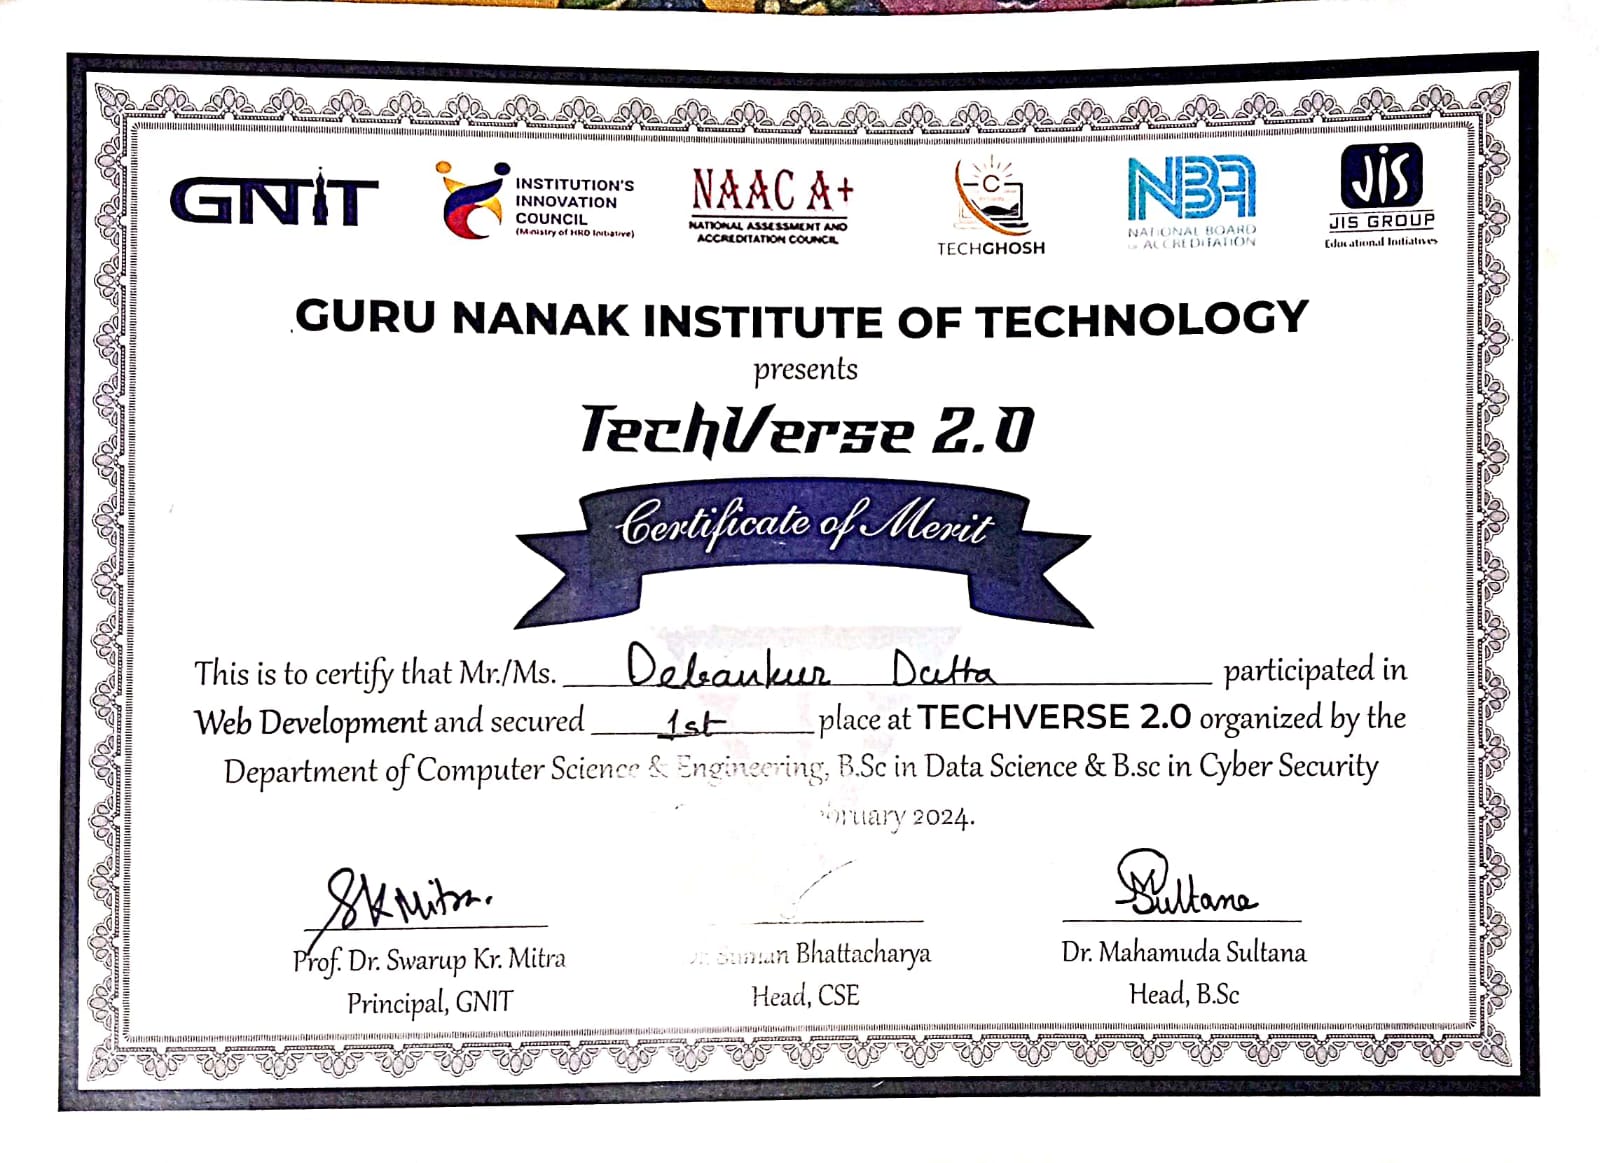 GNIT
INSTITUTION'S
INNOVATION
COUNCIL
(Ministry of HRD Initiative)
NAAC A+
NATIONAL ASSESSMENT AND
ACCREDITATION COUNCIL
C
TECHGHOSH
NBA
NATIONAL BOARD
of ACCREDITATION
JIS
JIS GROUP
Educational Initiatives
GURU NANAK INSTITUTE OF TECHNOLOGY
presents
TechVerse 2.0
Certificate of Merit
This is to certify that Mr./Ms. Debankur Dutta participated in
Web Development and secured 1st place at TECHVERSE 2.0 organized by the
Department of Computer Science & Engineering, B.Sc in Data Science & B.sc in Cyber Security
2024.
SKMitra.
Sultana
Prof. Dr. Swarup Kr. Mitra
Principal, GNIT
Suman Bhattacharya
Head, CSE
Dr. Mahamuda Sultana
Head, B.Sc